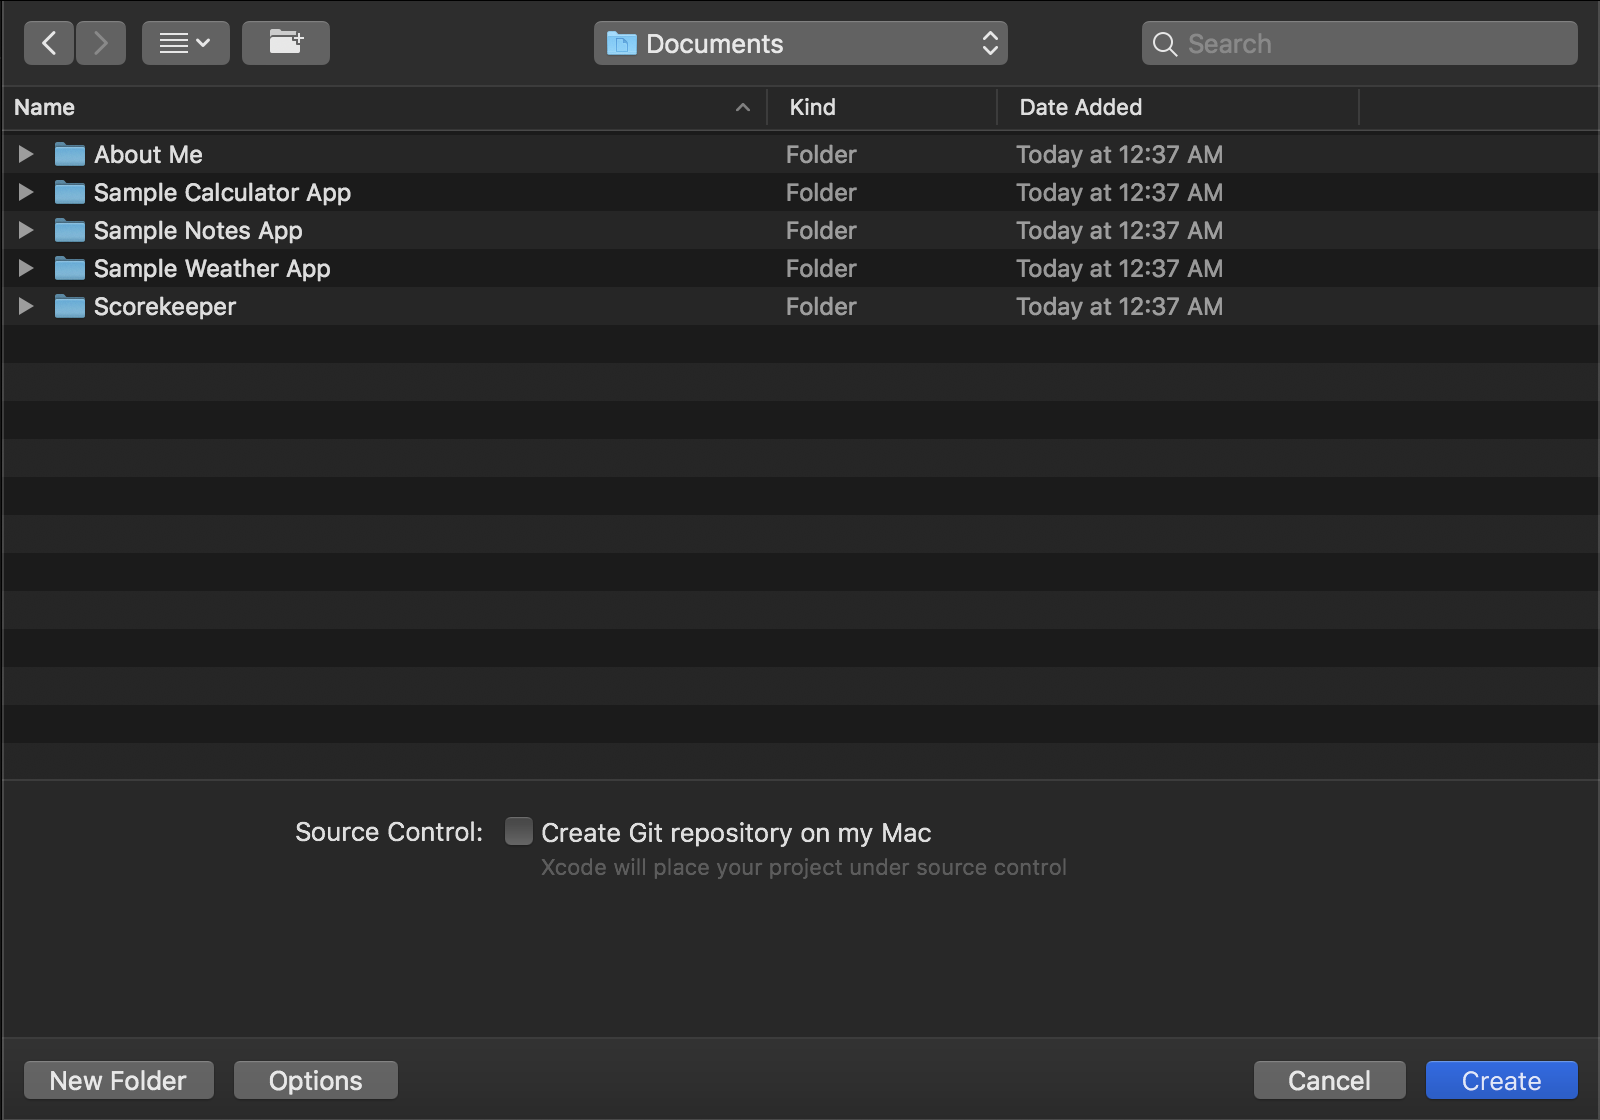 Documents
Search
Name Kind Date Added
About Me Folder Today at 12:37 AM
Sample Calculator App Folder Today at 12:37 AM
Sample Notes App Folder Today at 12:37 AM
Sample Weather App Folder Today at 12:37 AM
Scorekeeper Folder Today at 12:37 AM
Source Control: Create Git repository on my Mac
Xcode will place your project under source control
New Folder Options Cancel Create